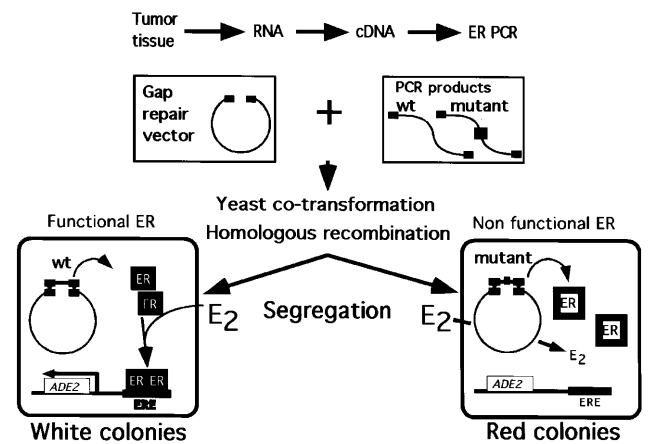 Tumor tissue RNA cDNA ER PCR
Gap repair vector
+
PCR products
wt mutant
Yeast co-transformation
Homologous recombination
Functional ER
Non functional ER
wt
ER
ER
E2
Segregation
ADE2
ER ER
ERE
White colonies
mutant
ER
ER
E2
E2
ADE2
ERE
Red colonies